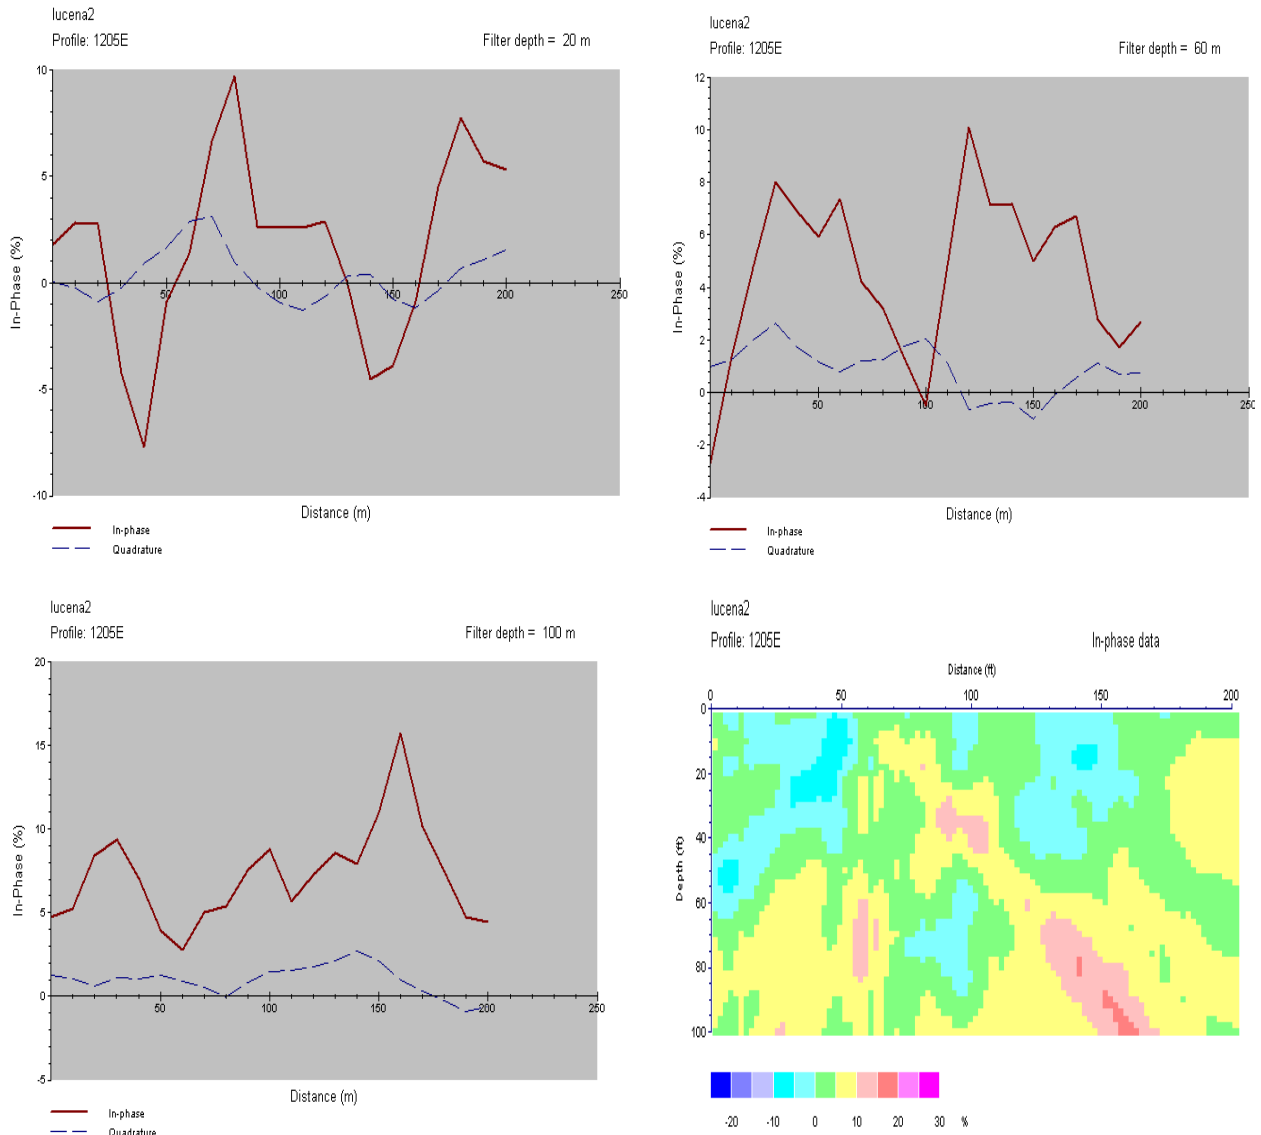 lucena2
Profile: 1205E Filter depth = 20 m
10
5
0
-5
-10
50 100 150 200 250
In-Phase (%)
Distance (m)
In-phase
Quadrature
lucena2
Profile: 1205E Filter depth = 60 m
12
10
8
6
4
2
0
-2
-4
50 100 150 200 250
In-Phase (%)
Distance (m)
In-phase
Quadrature
lucena2
Profile: 1205E Filter depth = 100 m
20
15
10
5
0
-5
50 100 150 200 250
In-Phase (%)
Distance (m)
In-phase
Quadrature
lucena2
Profile: 1205E In-phase data
Distance (ft)
0 50 100 150 200
0
20
40
60
80
100
Depth (ft)
-20 -10 0 10 20 30 %